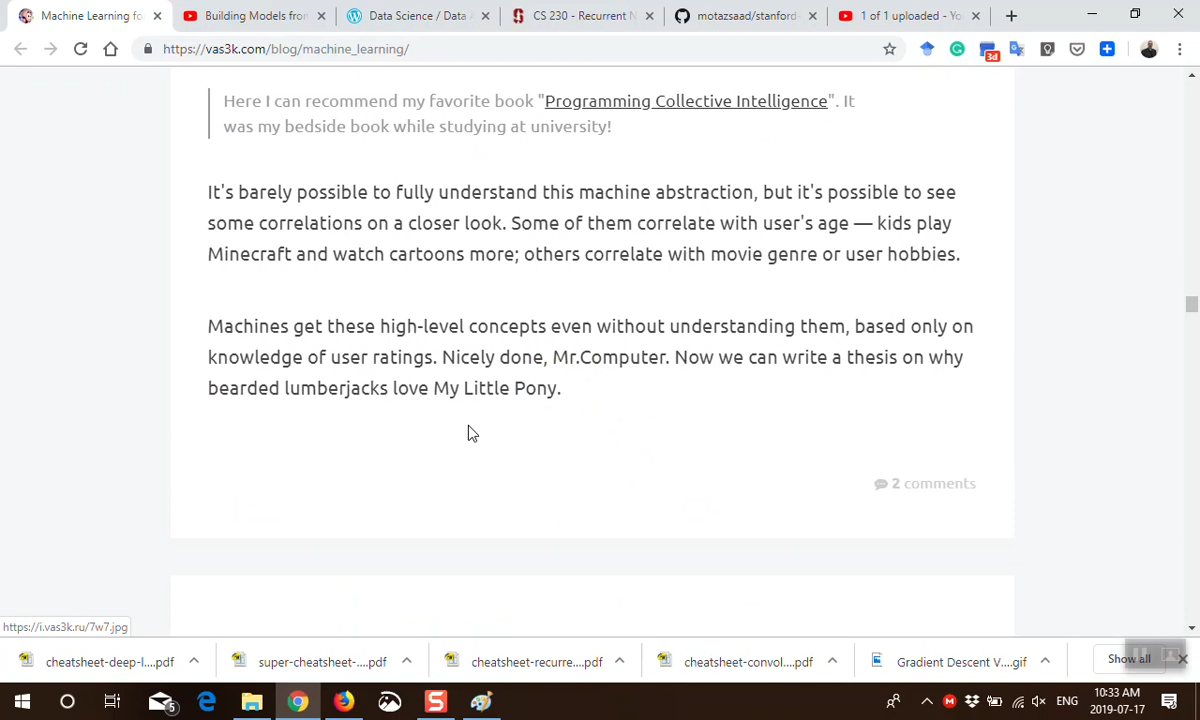 Machine Learning fo
Building Models fron
Data Science / Data
CS 230 - Recurrent N
motazsaad/stanford-
1 of 1 uploaded - Yo
https://vas3k.com/blog/machine_learning/
3d
Here I can recommend my favorite book "Programming Collective Intelligence". It
was my bedside book while studying at university!
It's barely possible to fully understand this machine abstraction, but it's possible to see
some correlations on a closer look. Some of them correlate with user's age — kids play
Minecraft and watch cartoons more; others correlate with movie genre or user hobbies.
Machines get these high-level concepts even without understanding them, based only on
knowledge of user ratings. Nicely done, Mr.Computer. Now we can write a thesis on why
bearded lumberjacks love My Little Pony.
2 comments
https://i.vas3k.ru/7w7.jpg
cheatsheet-deep-l....pdf
super-cheatsheet-....pdf
cheatsheet-recurre....pdf
cheatsheet-convol....pdf
Gradient Descent V....gif
Show all
5
ENG
10:33 AM
2019-07-17